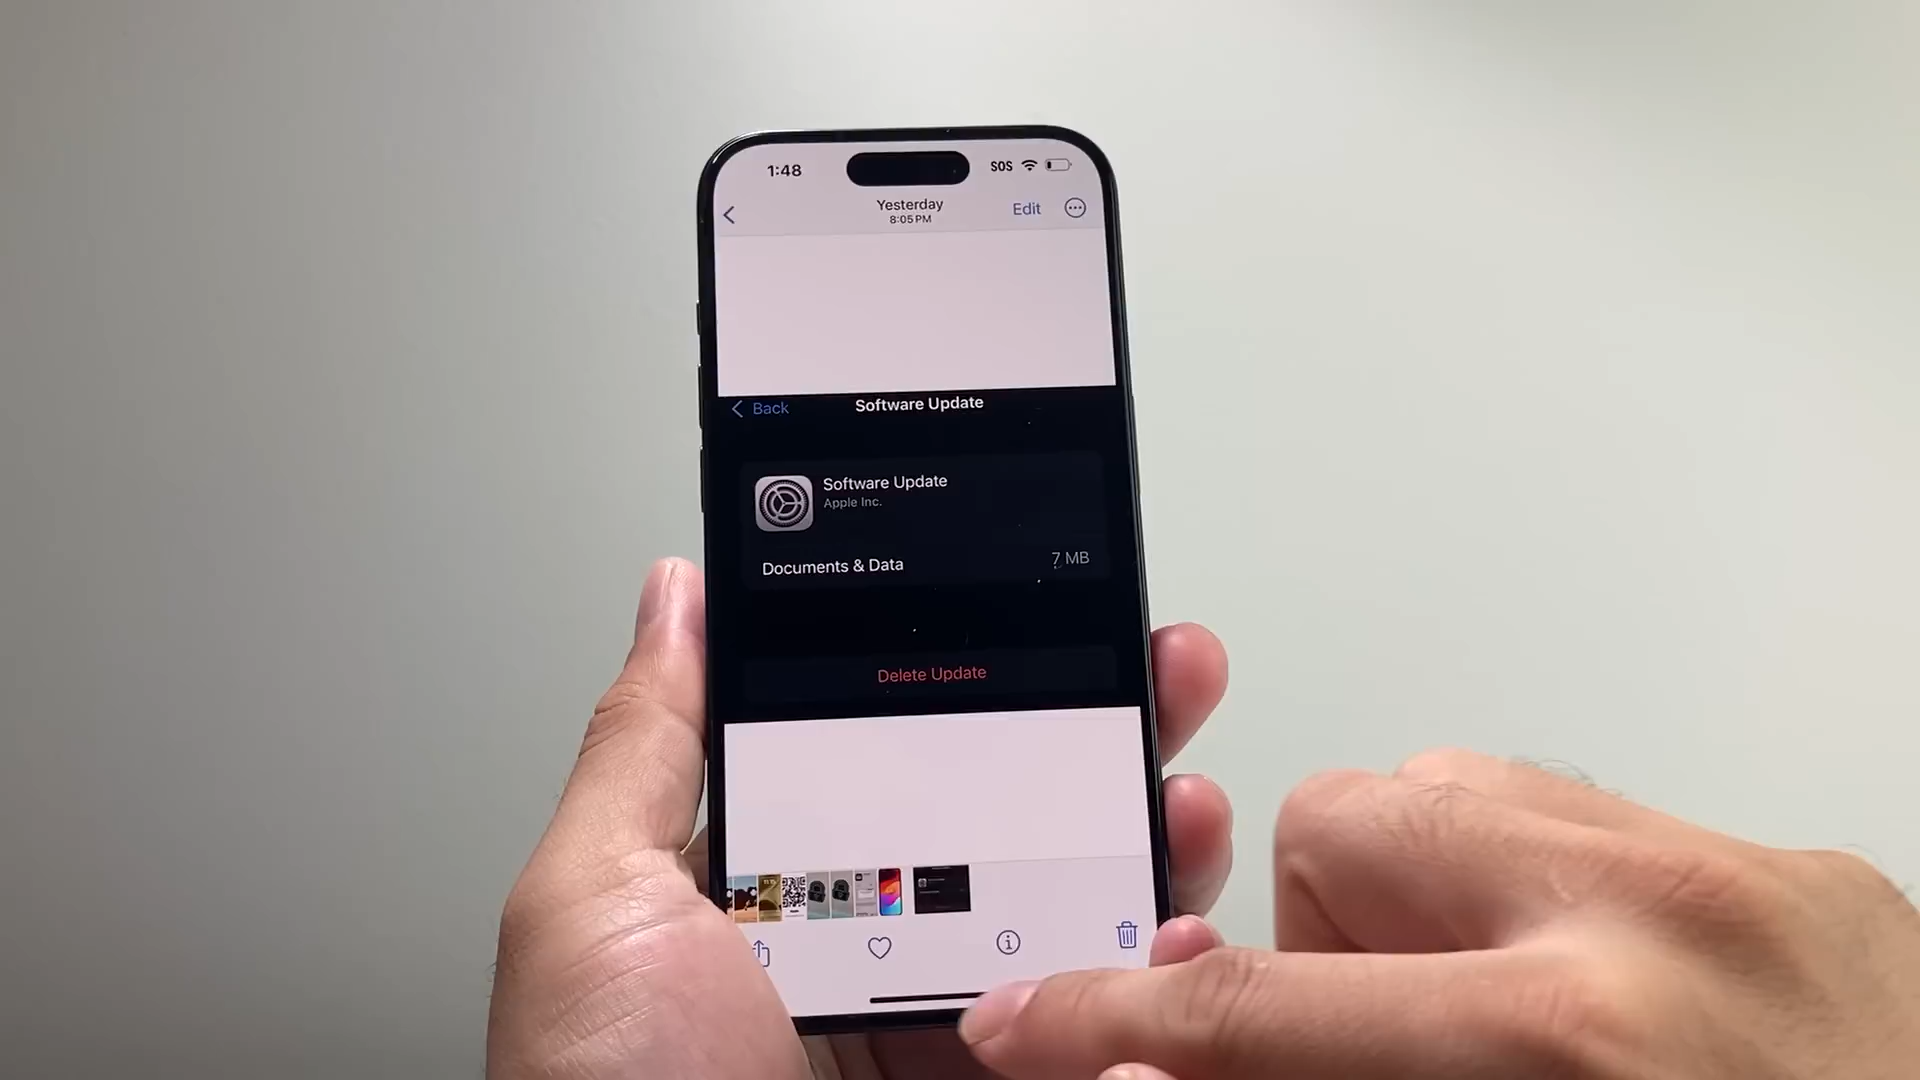 1:48
SOS
Yesterday
8:05 PM
Edit
Back
Software Update
Software Update
Apple Inc.
Documents & Data
7 MB
Delete Update